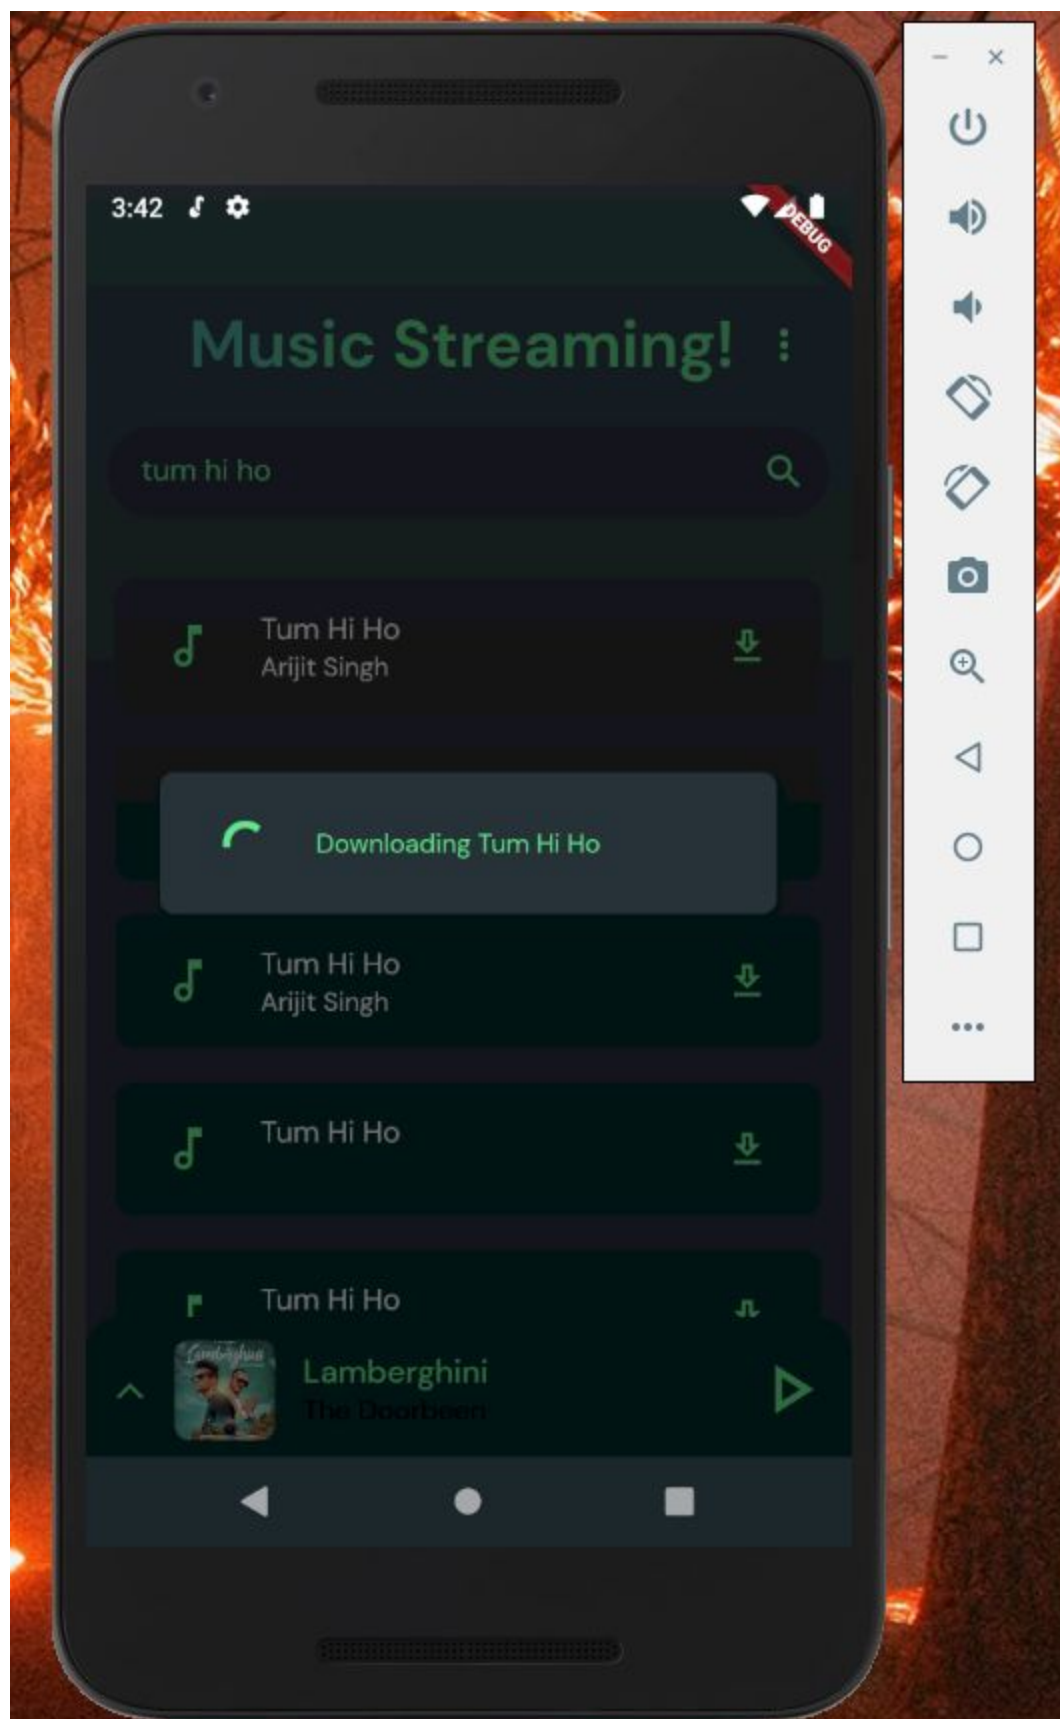 3:42
DEBUG
Music Streaming!
tum hi ho
Tum Hi Ho
Arijit Singh
Downloading Tum Hi Ho
Tum Hi Ho
Arijit Singh
Tum Hi Ho
Tum Hi Ho
Lamberghini
Lamberghini
The Doorbeen